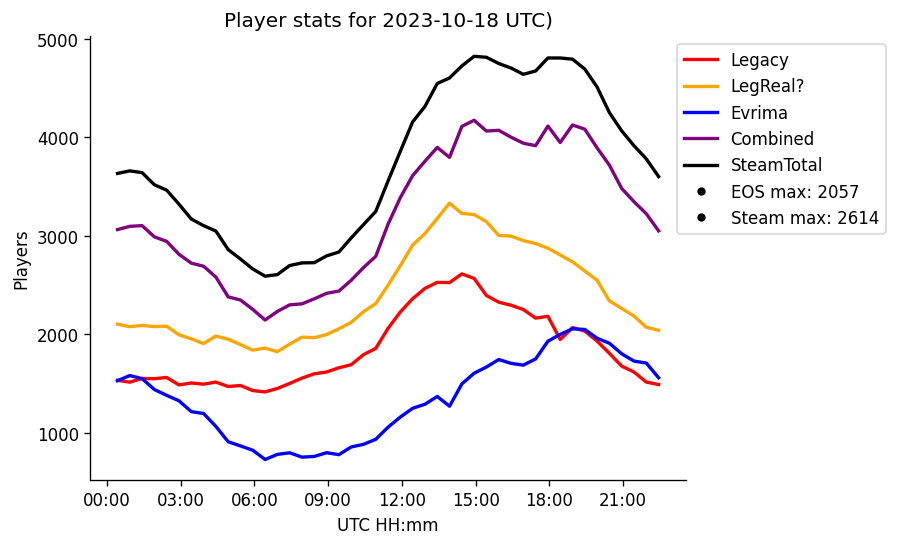 Player stats for 2023-10-18 UTC)
5000
4000
3000
2000
1000
Players
00:00 03:00 06:00 09:00 12:00 15:00 18:00 21:00
UTC HH:mm
Legacy
LegReal?
Evrima
Combined
SteamTotal
EOS max: 2057
Steam max: 2614